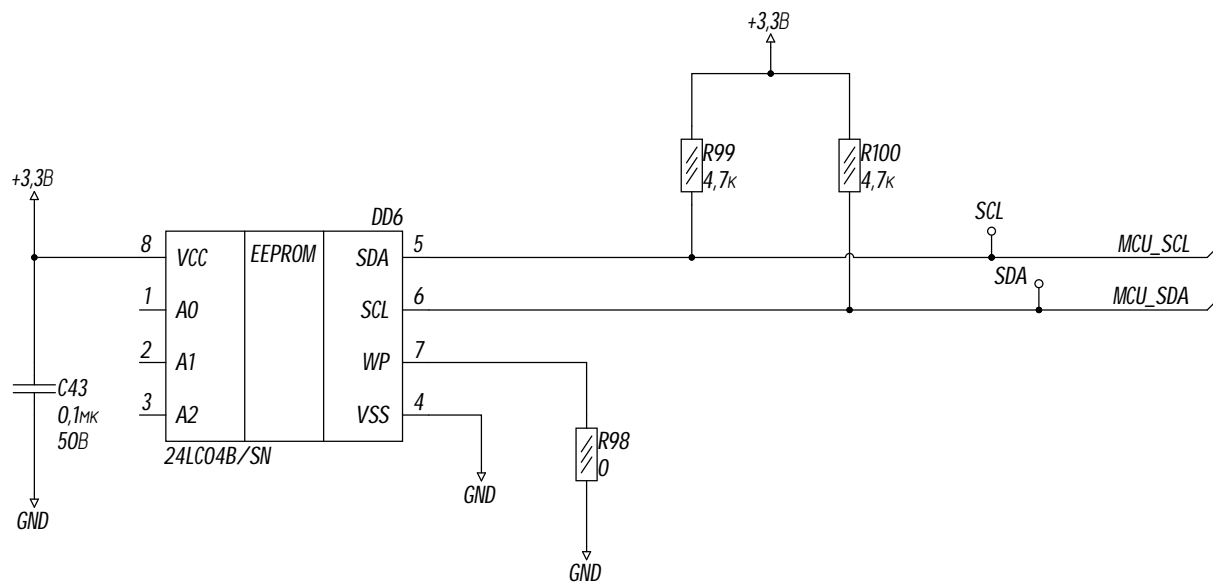 +3,3В
+3,3В
R99
4,7к
R100
4,7к
DD6
SCL
8
VCC
EEPROM
SDA
5
MCU_SCL
SDA
1
A0
SCL
6
MCU_SDA
2
A1
WP
7
C43
0,1мк
50В
3
A2
VSS
4
24LC04B/SN
R98
0
GND
GND
GND